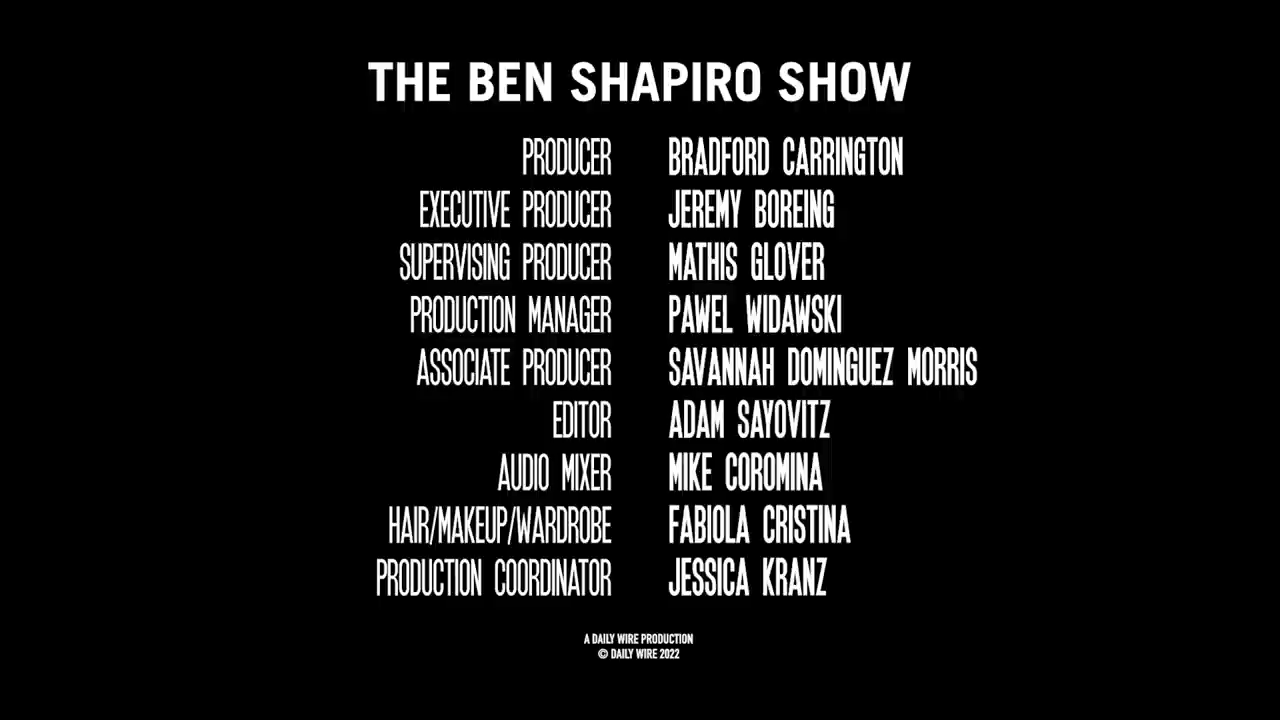 THE BEN SHAPIRO SHOW
PRODUCER BRADFORD CARRINGTON
EXECUTIVE PRODUCER JEREMY BOREING
SUPERVISING PRODUCER MATHIS GLOVER
PRODUCTION MANAGER PAWEL WIDAWSKI
ASSOCIATE PRODUCER SAVANNAH DOMINGUEZ MORRIS
EDITOR ADAM SAYOVITZ
AUDIO MIXER MIKE COROMINA
HAIR/MAKEUP/WARDROBE FABIOLA CRISTINA
PRODUCTION COORDINATOR JESSICA KRANZ
A DAILY WIRE PRODUCTION
© DAILY WIRE 2022